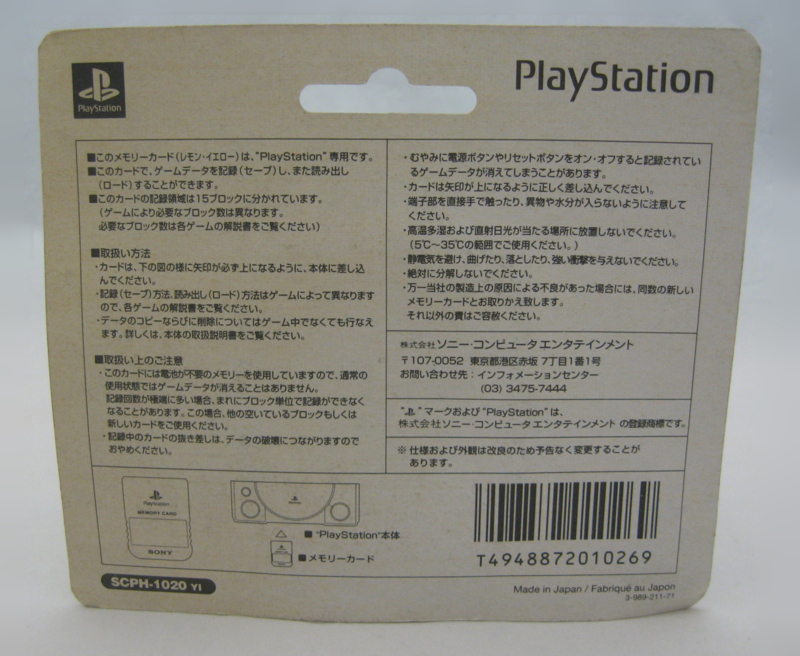 PlayStation
PlayStation
■このメモリーカード(レモン・イエロー)は、"PlayStation"専用です。
■このカードで、ゲームデータを記録(セーブ)し、また読み出し
(ロード)することができます。
■このカードの記録領域は15ブロックに分かれています。
(ゲームにより必要なブロック数は異なります。
必要なブロック数は各ゲームの解説書をご覧ください)
■取扱い方法
・カードは、下の図の様に矢印が必ず上になるように、本体に差し込
んでください。
・記録(セーブ)方法、読み出し(ロード)方法はゲームによって異なります
ので、各ゲームの解説書をご覧ください。
・データのコピーならびに削除についてはゲーム中でなくても行なえ
ます。詳しくは、本体の取扱説明書をご覧ください。
■取扱い上のご注意
・このカードには電池が不要のメモリーを使用していますので、通常の
使用状態ではゲームデータが消えることはありません。
記録回数が極端に多い場合、まれにブロック単位で記録ができなく
なることがあります。この場合、他の空いているブロックもしくは
新しいカードをご使用ください。
・記録中のカードの抜き差しは、データの破壊につながりますので
おやめください。
・むやみに電源ボタンやリセットボタンをオン・オフすると記録されてい
るゲームデータが消えてしまうことがあります。
・カードは矢印が上になるように正しく差し込んでください。
・端子部を直接手で触ったり、異物や水分が入らないように注意して
ください。
・高温多湿および直射日光が当たる場所に放置しないでください。
(5℃〜35℃の範囲でご使用ください。)
・静電気を避け、曲げたり、落としたり、強い衝撃を与えないでください。
・絶対に分解しないでください。
・万一当社の製造上の原因による不良があった場合には、同数の新しい
メモリーカードとお取りかえ致します。
それ以外の責はご容赦ください。
株式会社 ソニー・コンピュータ エンタテインメント
〒107-0052 東京都港区赤坂 7丁目1番1号
お問い合わせ先：インフォメーションセンター
(03) 3475-7444
" "マークおよび"PlayStation"は、
株式会社 ソニー・コンピュータ エンタテインメント の登録商標です。
※ 仕様および外観は改良のため予告なく変更することが
あります。
PlayStation
MEMORY CARD
SONY
△
■"PlayStation"本体
■メモリーカード
T4948872010269
SCPH-1020 YI
Made in Japan / Fabriqué au Japon
3-989-211-71